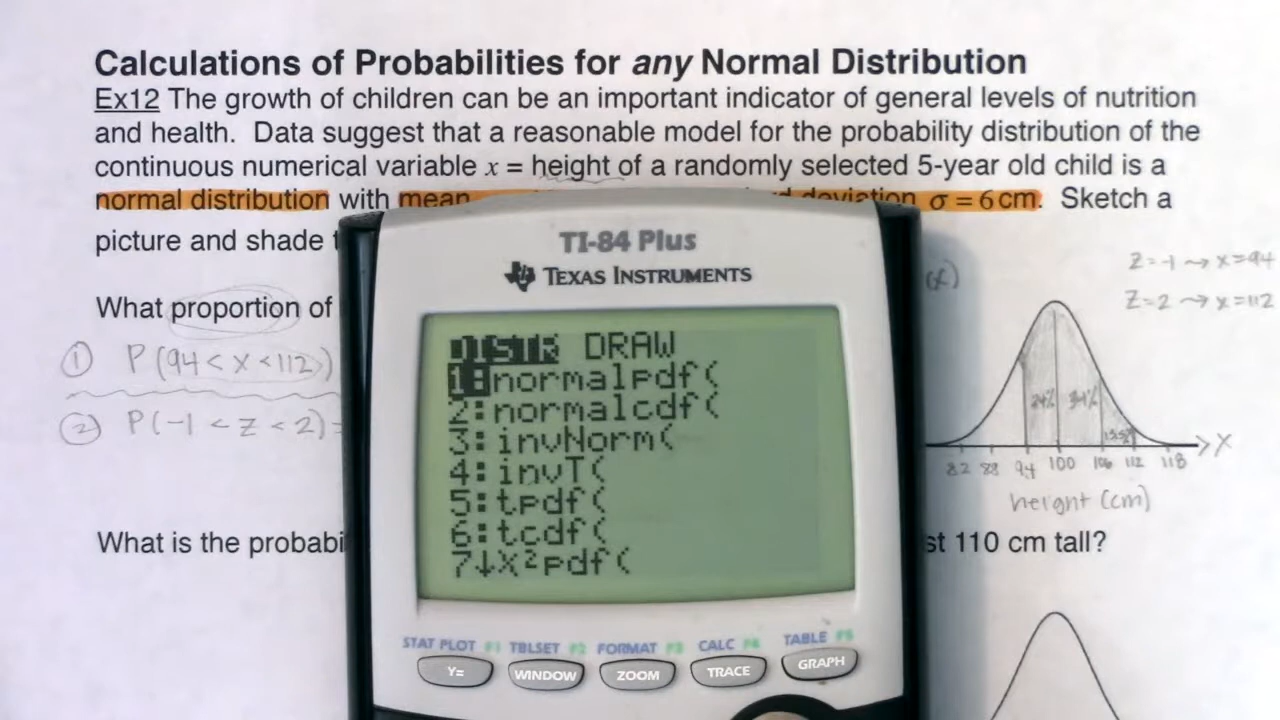 Calculations of Probabilities for any Normal Distribution
Ex12 The growth of children can be an important indicator of general levels of nutrition
and health. Data suggest that a reasonable model for the probability distribution of the
continuous numerical variable x = height of a randomly selected 5-year old child is a
normal distribution with mean deviation σ = 6 cm. Sketch a
picture and shade
What proportion of
① P(94 < x < 112)
② P(-1 < z < 2) =
What is the
st 110 cm tall?
(x)
z=-1 → x=94
z=2 → x=112
34% 13.5%
82 88 94 100 106 112 118 x
height (cm)
TI-84 Plus
TEXAS INSTRUMENTS
DISTR DRAW
1:normalpdf(
2:normalcdf(
3:invNorm(
4:invT(
5:tpdf(
6:tcdf(
7↓X²pdf(
STAT PLOT F1 TBLSET F2 FORMAT F3 CALC F4 TABLE F5
Y= WINDOW ZOOM TRACE GRAPH